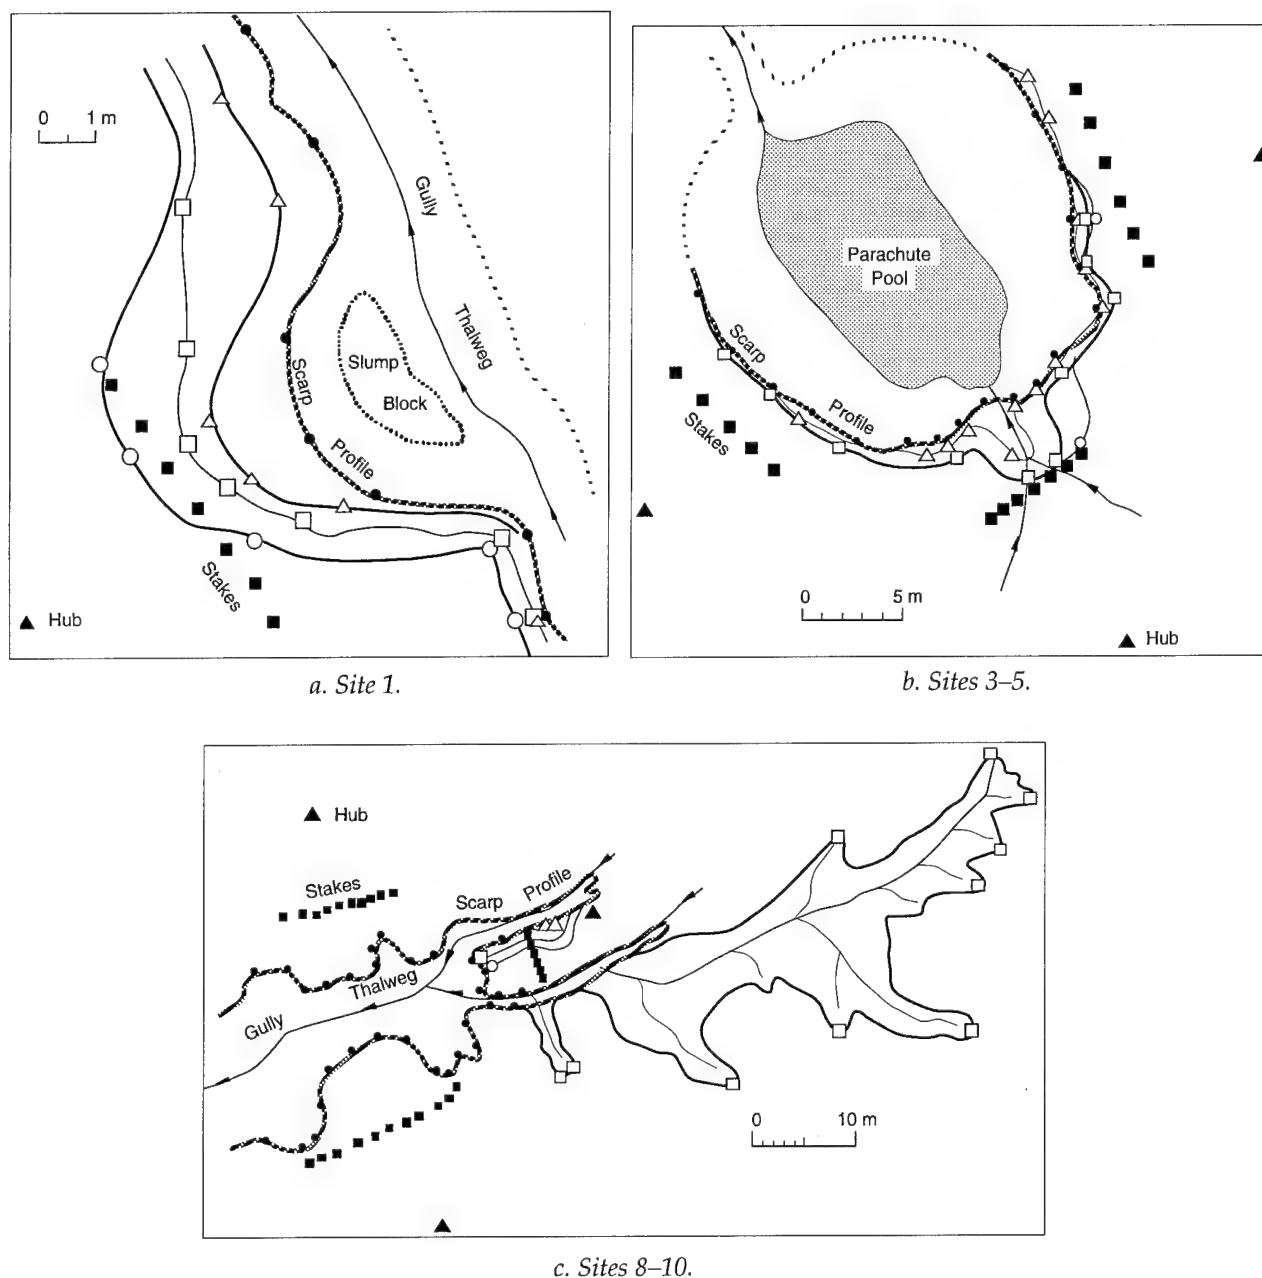 0 1 m
Gully
Thalweg
Slump
Block
Scarp
Profile
Stakes
Hub
a. Site 1.
Parachute
Pool
Scarp
Profile
Stakes
0 5 m
Hub
b. Sites 3–5.
Hub
Stakes
Scarp
Profile
Thalweg
Gully
0 10 m
c. Sites 8–10.